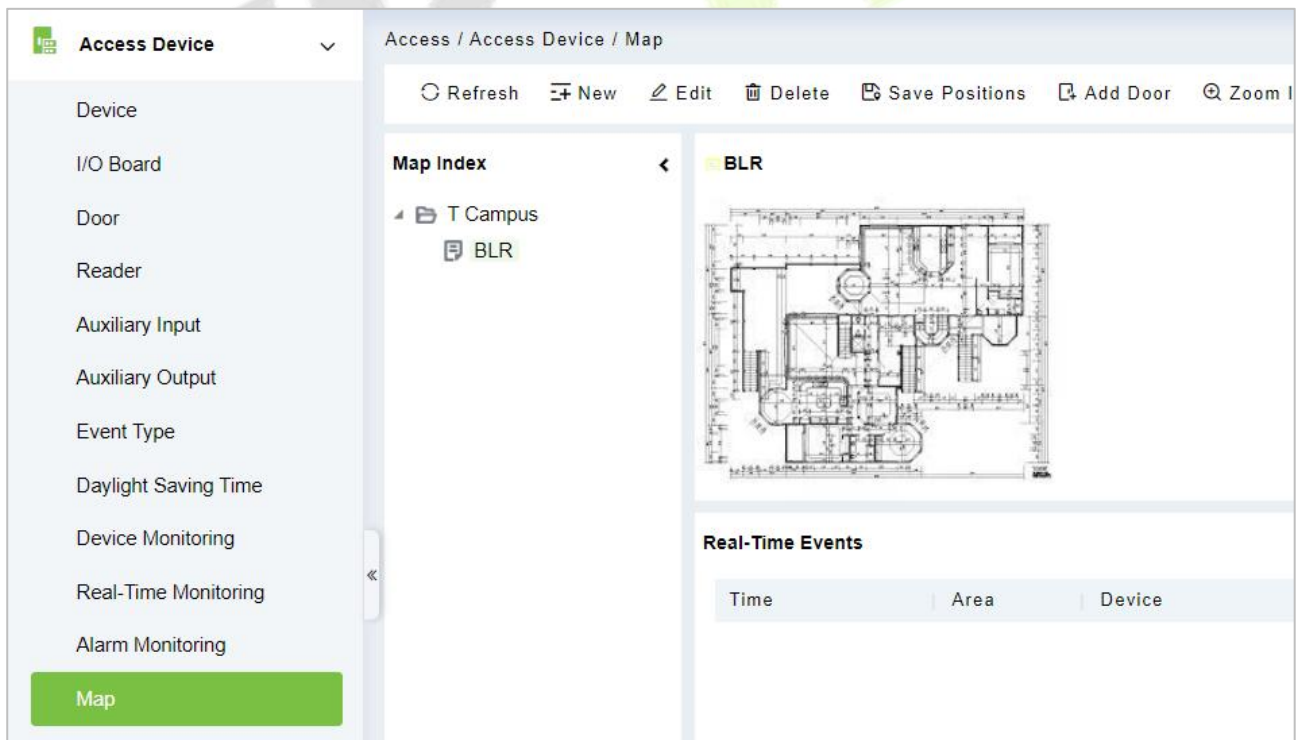 Access Device
Device
I/O Board
Door
Reader
Auxiliary Input
Auxiliary Output
Event Type
Daylight Saving Time
Device Monitoring
Real-Time Monitoring
Alarm Monitoring
Map
Access / Access Device / Map
Refresh New Edit Delete Save Positions Add Door Zoom I
Map Index
T Campus
BLR
BLR
Real-Time Events
Time Area Device